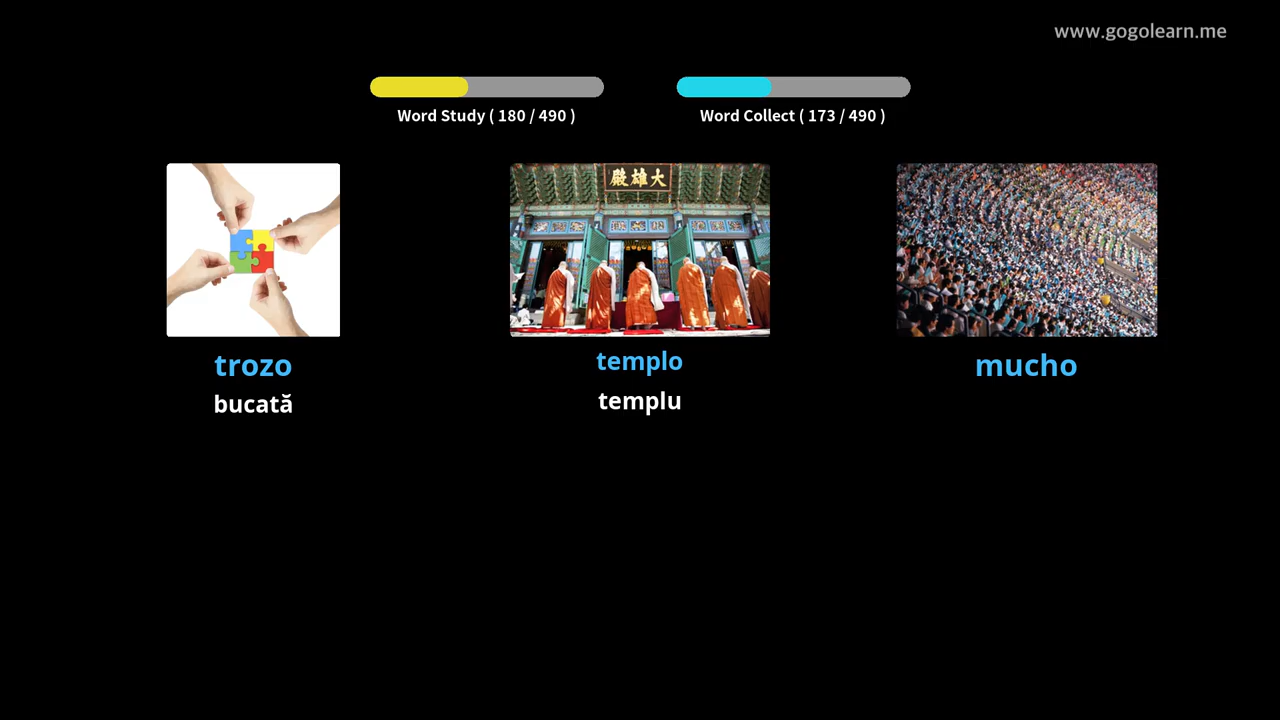 www.gogolearn.me
Word Study ( 180 / 490 )
Word Collect ( 173 / 490 )
殿雄大
trozo
templo
mucho
bucată
templu